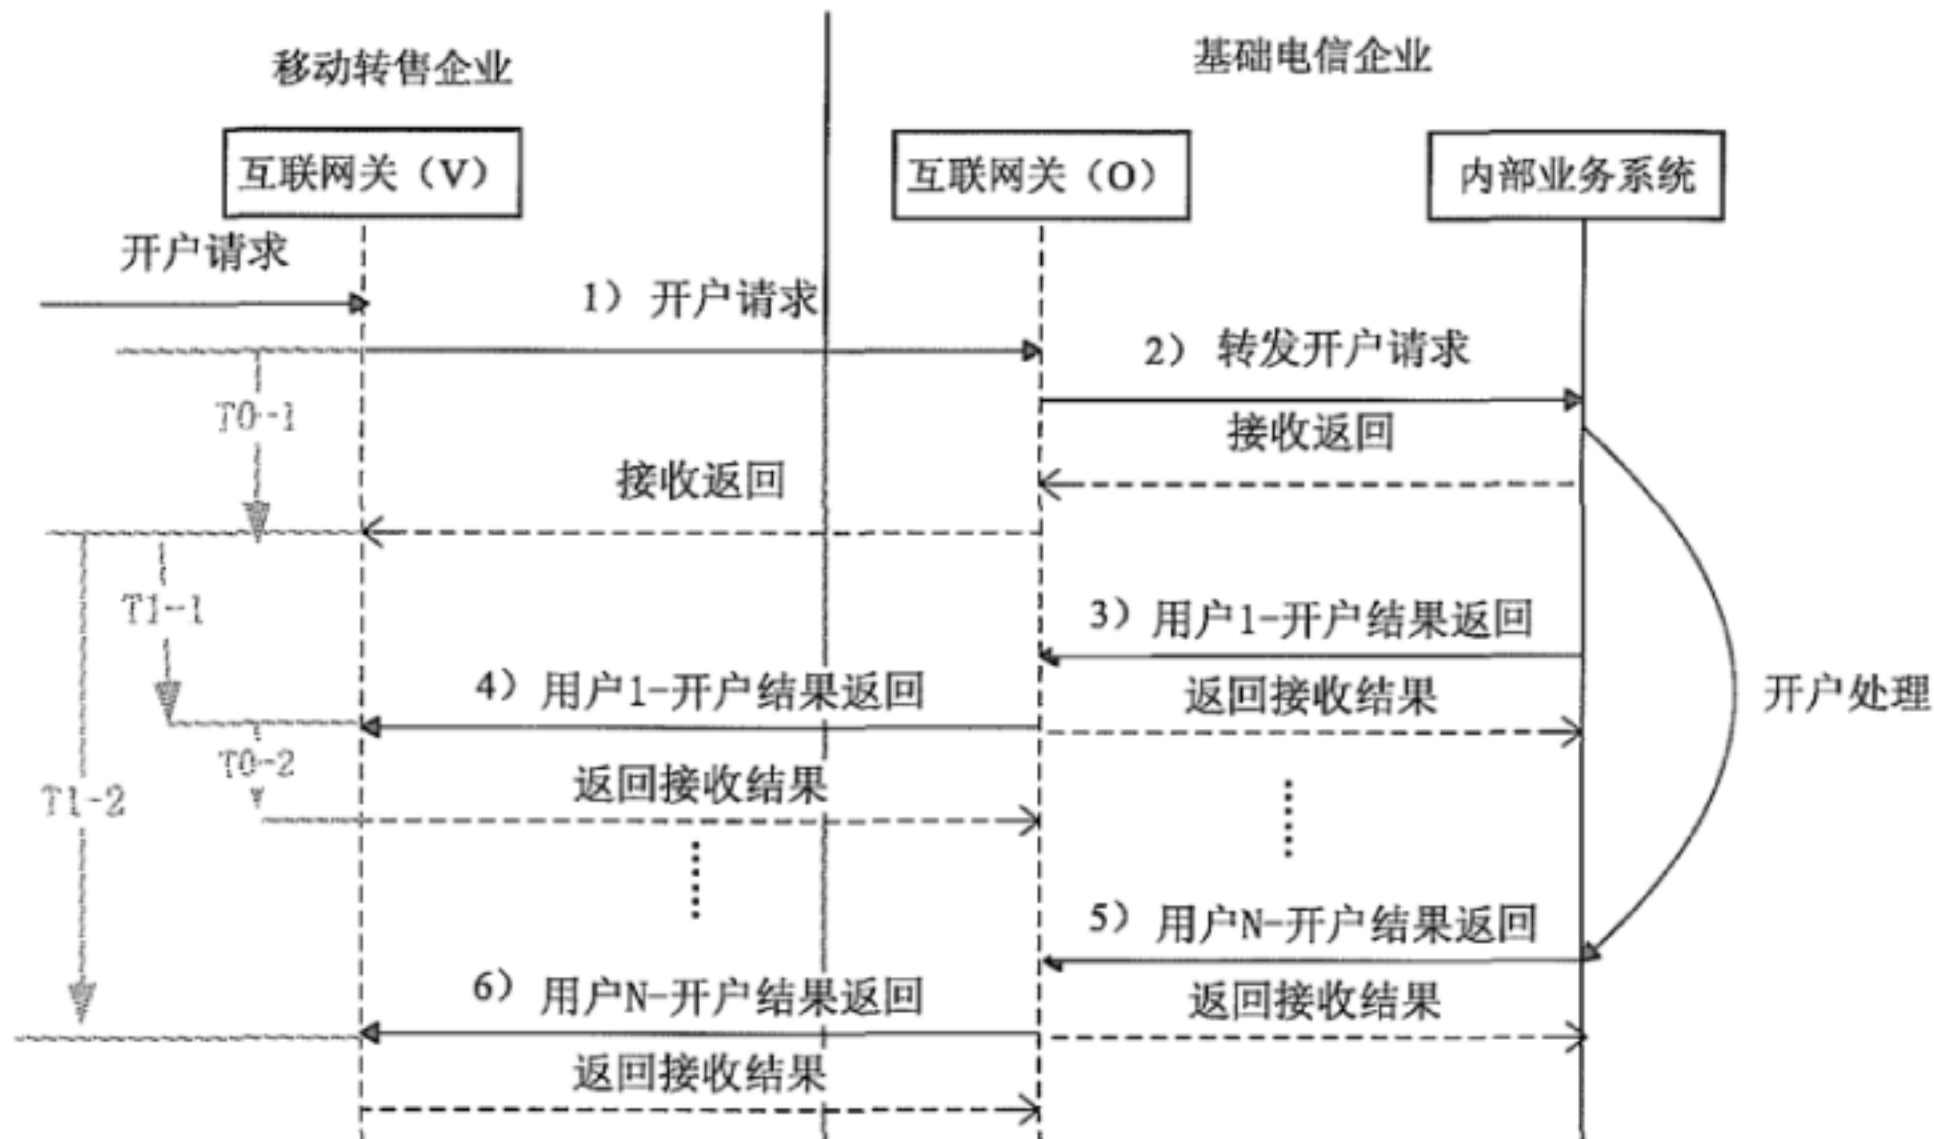 移动转售企业
基础电信企业
互联网关（V）
互联网关（O）
内部业务系统
开户请求
1）开户请求
2）转发开户请求
T0-1
接收返回
接收返回
T1-1
3）用户1-开户结果返回
4）用户1-开户结果返回
返回接收结果
开户处理
T0-2
返回接收结果
T1-2
5）用户N-开户结果返回
6）用户N-开户结果返回
返回接收结果
返回接收结果